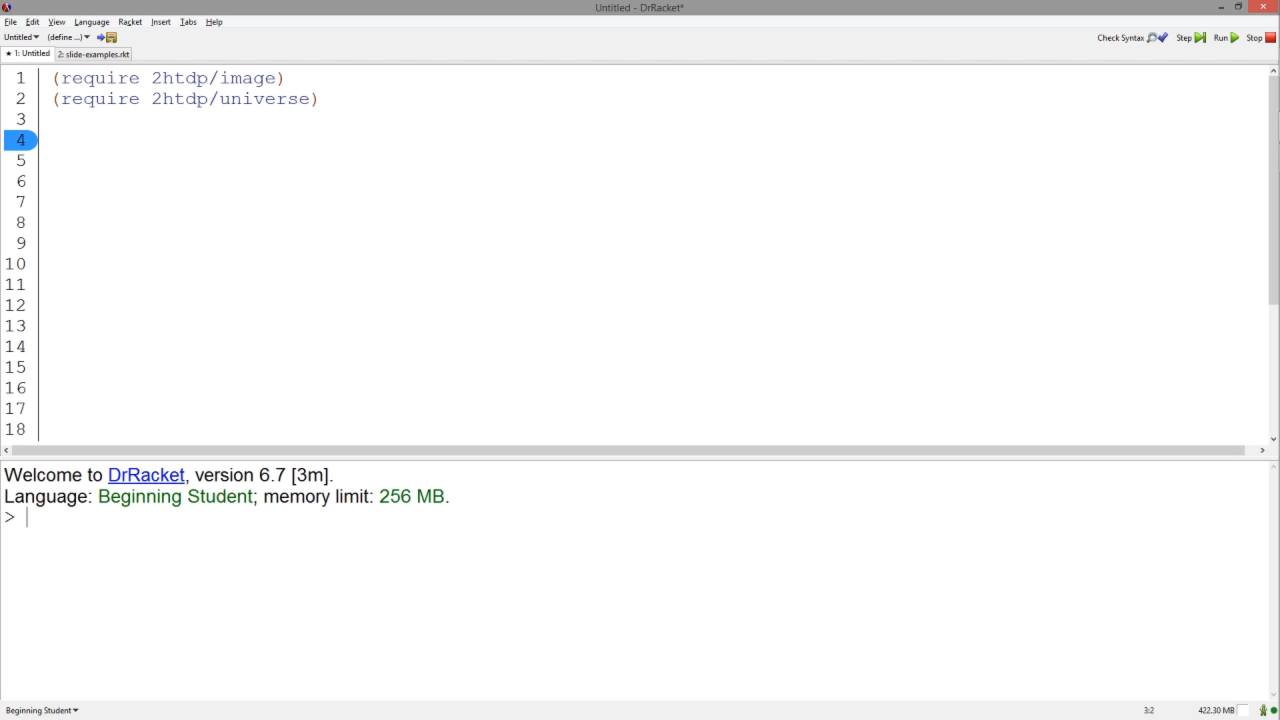 Untitled - DrRacket*
File Edit View Language Racket Insert Tabs Help
Untitled (define ...) Check Syntax Step Run Stop
1: Untitled 2: slide-examples.rkt
1 (require 2htdp/image)
2 (require 2htdp/universe)
3
4
5
6
7
8
9
10
11
12
13
14
15
16
17
18
Welcome to DrRacket, version 6.7 [3m].
Language: Beginning Student; memory limit: 256 MB.
>
Beginning Student 3:2 422.30 MB